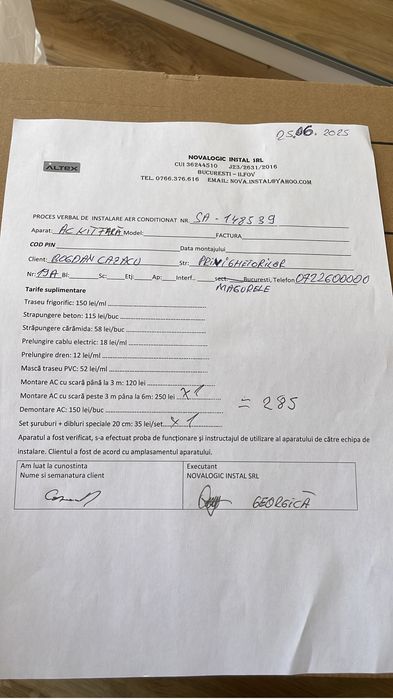 25.06. 2025
ALTEX
NOVALOGIC INSTAL SRL
CUI 36244510 J23/2631/2016
BUCURESTI – ILFOV
TEL. 0766.376.616 EMAIL: NOVA.INSTAL@YAHOO.COM
PROCES VERBAL DE INSTALARE AER CONDITIONAT NR. SA - 148539
Aparat: AC KIT FĂRĂ Model: FACTURA
COD PIN Data montajului
Client: BOGDAN CAZACU Str: PRIVIGHETORILOR
Nr: 19A Bl: Sc: Etj: Ap: Interf.. sect. Bucuresti, Telefon 0722600000
MAGURELE
Tarife suplimentare
Traseu frigorific: 150 lei/ml
Strapungere beton: 115 lei/buc
Străpungere cărămida: 58 lei/buc
Prelungire cablu electric: 18 lei/ml
Prelungire dren: 12 lei/ml
Mască traseu PVC: 52 lei/ml
Montare AC cu scară până la 3 m: 120 lei
Montare AC cu scară peste 3 m pâna la 6m: 250 lei x1 = 285
Demontare AC: 150 lei/buc
Set șuruburi + dibluri speciale 20 cm: 35 lei/set x1
Aparatul a fost verificat, s-a efectuat proba de funcționare și instructajul de utilizare al aparatului de către echipa de
instalare. Clientul a fost de acord cu amplasamentul aparatului.
Am luat la cunostinta
Nume si semanatura client
Executant
NOVALOGIC INSTAL SRL
GEORGICĂ